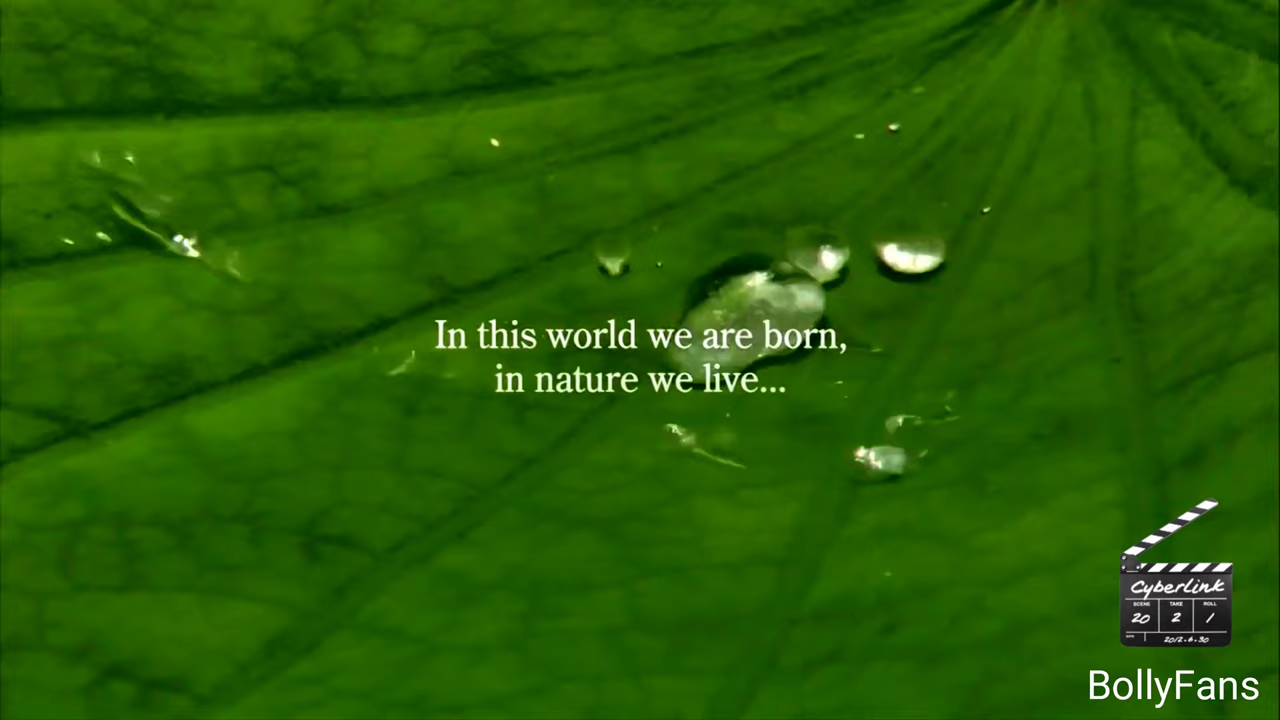 In this world we are born,
in nature we live...
Cyberlink
SCENE TAKE ROLL
20 2 1
2012.6.30
BollyFans